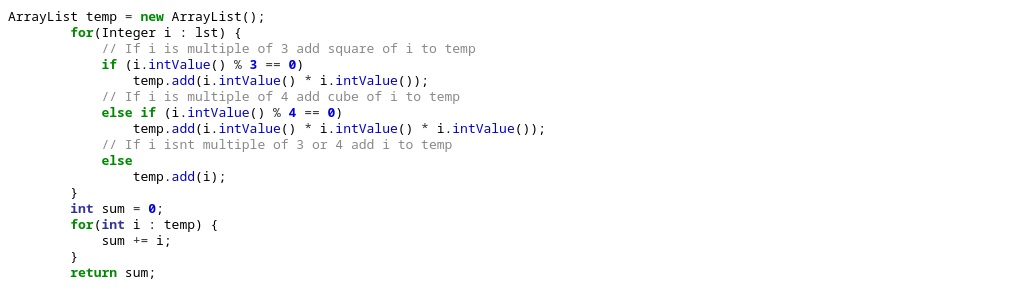 ArrayList temp = new ArrayList();
        for(Integer i : lst) {
            // If i is multiple of 3 add square of i to temp
            if (i.intValue() % 3 == 0)
                temp.add(i.intValue() * i.intValue());
            // If i is multiple of 4 add cube of i to temp
            else if (i.intValue() % 4 == 0)
                temp.add(i.intValue() * i.intValue() * i.intValue());
            // If i isnt multiple of 3 or 4 add i to temp
            else
                temp.add(i);
        }
        int sum = 0;
        for(int i : temp) {
            sum += i;
        }
        return sum;